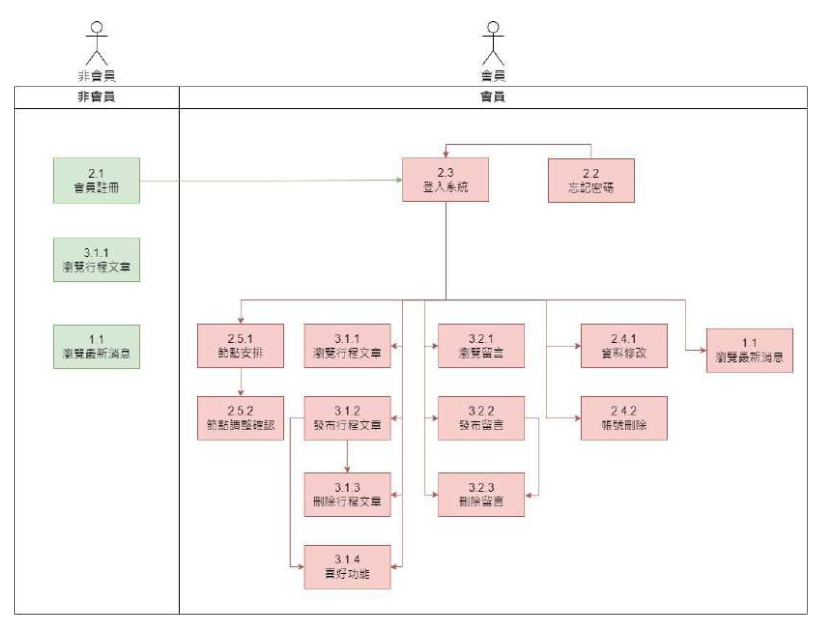 非會員
會員
非會員
會員
2.1
會員註冊
2.3
登入系統
2.2
忘記密碼
3.1.1
瀏覽行程文章
1.1
瀏覽最新消息
2.5.1
節點安排
3.1.1
瀏覽行程文章
3.2.1
瀏覽留言
2.4.1
資料修改
1.1
瀏覽最新消息
2.5.2
節點調整確認
3.1.2
發布行程文章
3.2.2
發布留言
2.4.2
帳號刪除
3.1.3
刪除行程文章
3.2.3
刪除留言
3.1.4
喜好功能